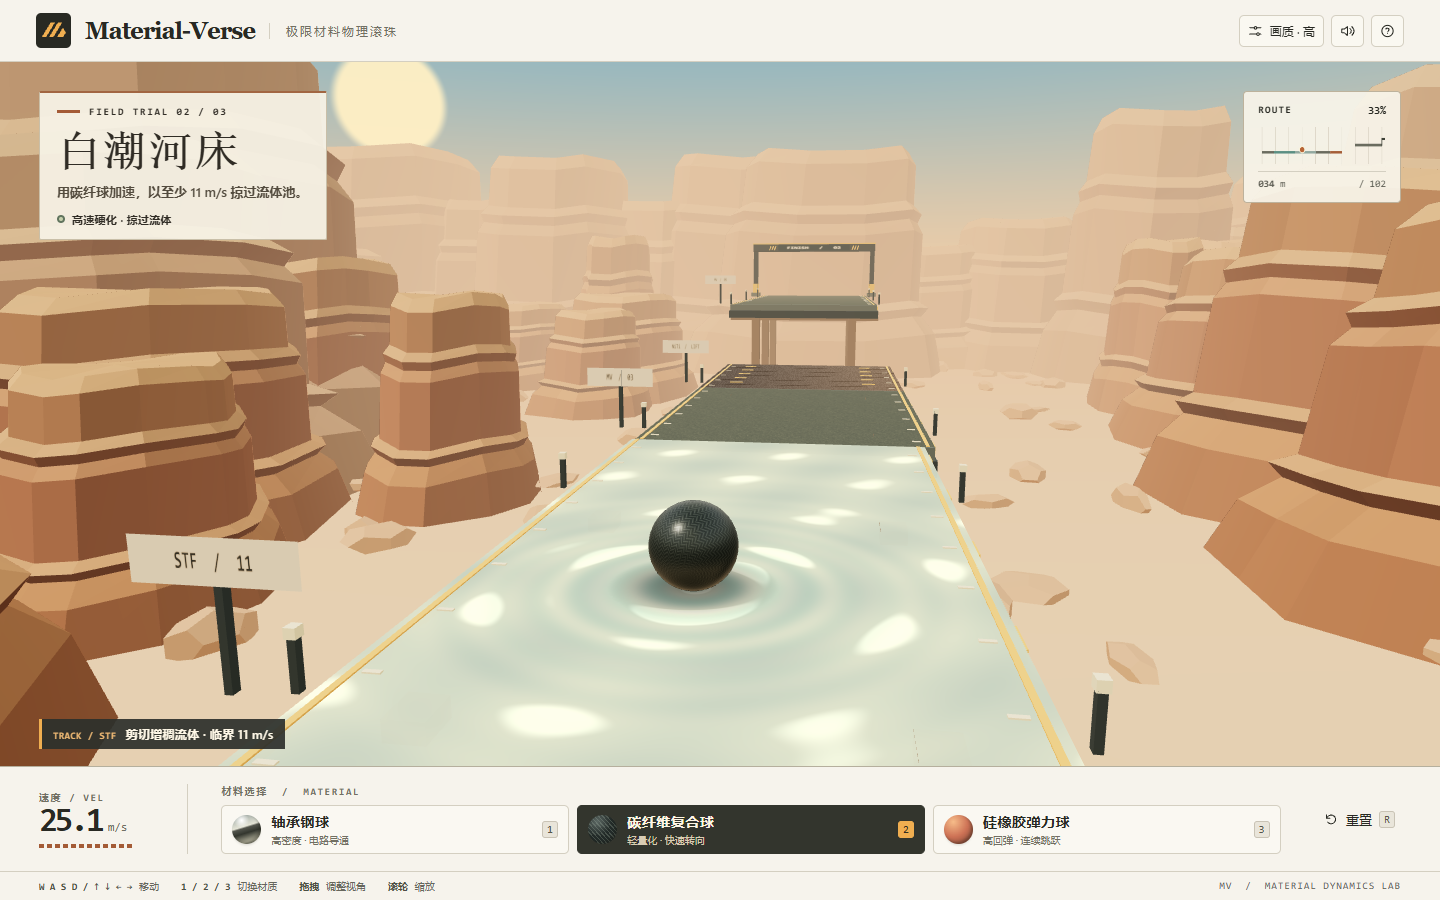 Material-Verse
极限材料物理滚珠
画质 · 高
FIELD TRIAL 02 / 03
白潮河床
用碳纤球加速，以至少 11 m/s 掠过流体池。
高速硬化 · 掠过流体
ROUTE 33%
034 m / 102
STF / 11
TRACK / STF 剪切增稠流体 · 临界 11 m/s
速度 / VEL
25.1 m/s
材料选择 / MATERIAL
轴承钢球
高密度 · 电路导通
1
碳纤维复合球
轻量化 · 快速转向
2
硅橡胶弹力球
高回弹 · 连续跳跃
3
重置 R
W A S D / ↑ ↓ ← → 移动
1 / 2 / 3 切换材质
拖拽 调整视角
滚轮 缩放
MV / MATERIAL DYNAMICS LAB